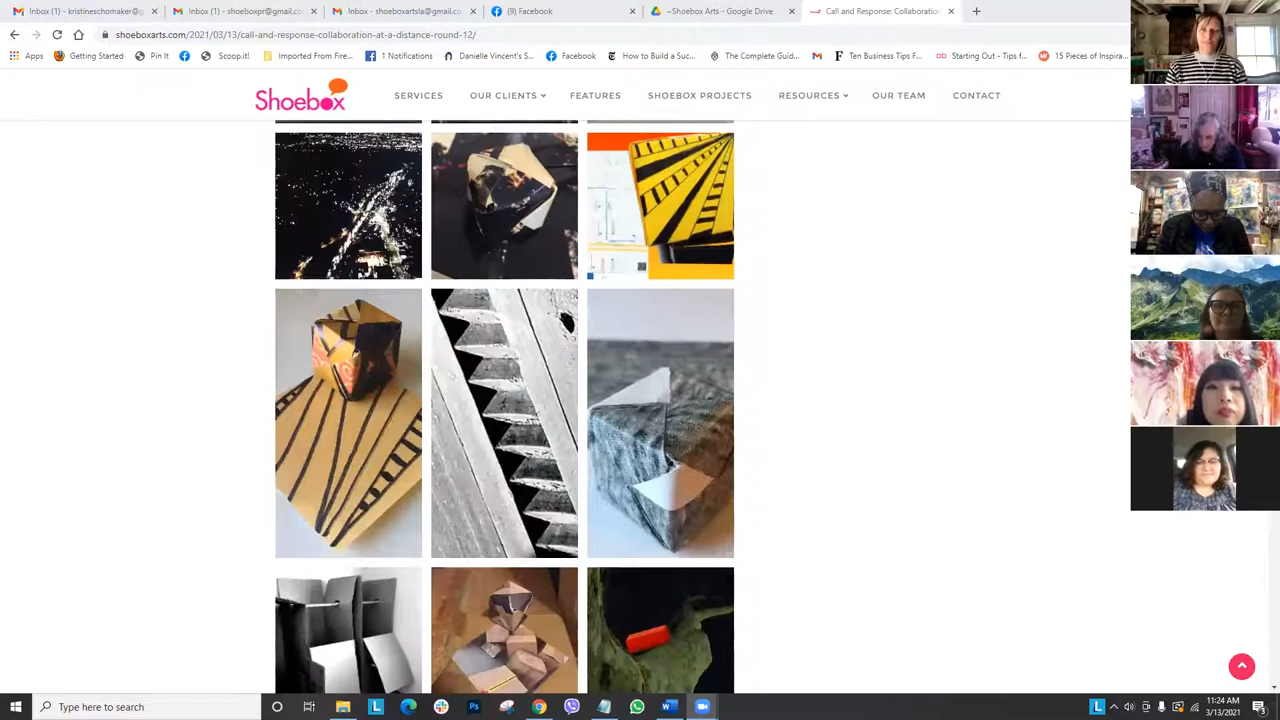 Inbox (1) - kristineschomaker@g
Inbox (1) - shoeboxpr@gmail.co
Inbox - shoeboxartsla@gmail.co
(9) Facebook
~Shoebox Arts - Google Drive
Call and Response: Collaboratio
shoeboxarts.com/2021/03/13/call-and-response-collaboration-at-a-distance-round-12/
Apps
Getting Started
Pin It
Scoopit!
Imported From Fire...
1 Notifications
Danielle Vincent's S...
Facebook
How to Build a Suc...
The Complete Guide...
Ten Business Tips F...
Starting Out - Tips f...
15 Pieces of Inspira...
Shoebox
SERVICES
OUR CLIENTS
FEATURES
SHOEBOX PROJECTS
RESOURCES
OUR TEAM
CONTACT
Type here to search
11:24 AM
3/13/2021